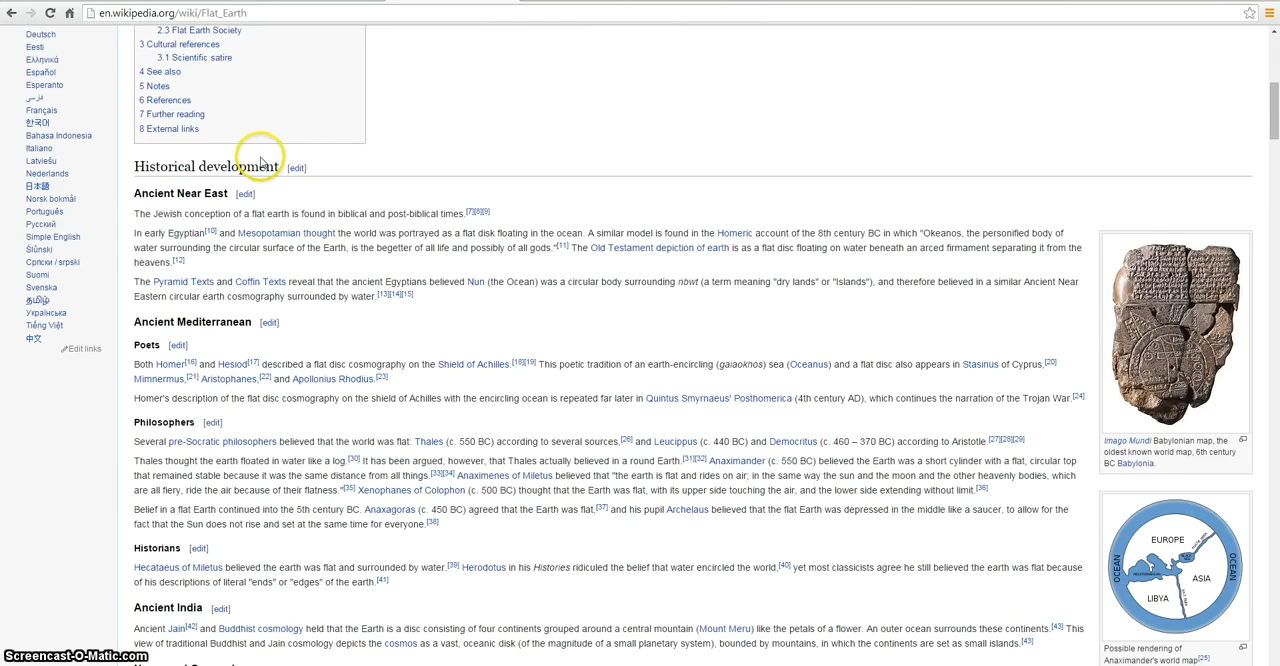 en.wikipedia.org/wiki/Flat_Earth
Deutsch
Eesti
Ελληνικά
Español
Esperanto
فارسی
Français
한국어
Bahasa Indonesia
Italiano
Latviešu
Nederlands
日本語
Norsk bokmål
Português
Русский
Simple English
Ślůnski
Српски / srpski
Suomi
Svenska
தமிழ்
Українська
Tiếng Việt
中文
Edit links
2.3 Flat Earth Society
3 Cultural references
3.1 Scientific satire
4 See also
5 Notes
6 References
7 Further reading
8 External links
Historical development [edit]
Ancient Near East [edit]
The Jewish conception of a flat earth is found in biblical and post-biblical times.[7][8][9]
In early Egyptian[10] and Mesopotamian thought the world was portrayed as a flat disk floating in the ocean. A similar model is found in the Homeric account of the 8th century BC in which "Okeanos, the personified body of
water surrounding the circular surface of the Earth, is the begetter of all life and possibly of all gods."[11] The Old Testament depiction of earth is as a flat disc floating on water beneath an arced firmament separating it from the
heavens.[12]
The Pyramid Texts and Coffin Texts reveal that the ancient Egyptians believed Nun (the Ocean) was a circular body surrounding nbwt (a term meaning "dry lands" or "Islands"), and therefore believed in a similar Ancient Near
Eastern circular earth cosmography surrounded by water.[13][14][15]
Ancient Mediterranean [edit]
Poets [edit]
Both Homer[16] and Hesiod[17] described a flat disc cosmography on the Shield of Achilles.[18][19] This poetic tradition of an earth-encircling (gaiaokhos) sea (Oceanus) and a flat disc also appears in Stasinus of Cyprus,[20]
Mimnermus,[21] Aristophanes,[22] and Apollonius Rhodius.[23]
Homer's description of the flat disc cosmography on the shield of Achilles with the encircling ocean is repeated far later in Quintus Smyrnaeus' Posthomerica (4th century AD), which continues the narration of the Trojan War.[24]
Philosophers [edit]
Several pre-Socratic philosophers believed that the world was flat: Thales (c. 550 BC) according to several sources,[26] and Leucippus (c. 440 BC) and Democritus (c. 460 – 370 BC) according to Aristotle.[27][28][29]
Thales thought the earth floated in water like a log.[30] It has been argued, however, that Thales actually believed in a round Earth.[31][32] Anaximander (c. 550 BC) believed the Earth was a short cylinder with a flat, circular top
that remained stable because it was the same distance from all things.[33][34] Anaximenes of Miletus believed that "the earth is flat and rides on air; in the same way the sun and the moon and the other heavenly bodies, which
are all fiery, ride the air because of their flatness."[35] Xenophanes of Colophon (c. 500 BC) thought that the Earth was flat, with its upper side touching the air, and the lower side extending without limit.[36]
Belief in a flat Earth continued into the 5th century BC. Anaxagoras (c. 450 BC) agreed that the Earth was flat,[37] and his pupil Archelaus believed that the flat Earth was depressed in the middle like a saucer, to allow for the
fact that the Sun does not rise and set at the same time for everyone.[38]
Historians [edit]
Hecataeus of Miletus believed the earth was flat and surrounded by water.[39] Herodotus in his Histories ridiculed the belief that water encircled the world,[40] yet most classicists agree he still believed the earth was flat because
of his descriptions of literal "ends" or "edges" of the earth.[41]
Ancient India [edit]
Ancient Jain[42] and Buddhist cosmology held that the Earth is a disc consisting of four continents grouped around a central mountain (Mount Meru) like the petals of a flower. An outer ocean surrounds these continents.[43] This
view of traditional Buddhist and Jain cosmology depicts the cosmos as a vast, oceanic disk (of the magnitude of a small planetary system), bounded by mountains, in which the continents are set as small islands.[43]
Imago Mundi Babylonian map, the
oldest known world map, 6th century
BC Babylonia.
EUROPE
OCEAN
OCEAN
ASIA
LIBYA
Possible rendering of
Anaximander's world map[25]
Screencast-O-Matic.com